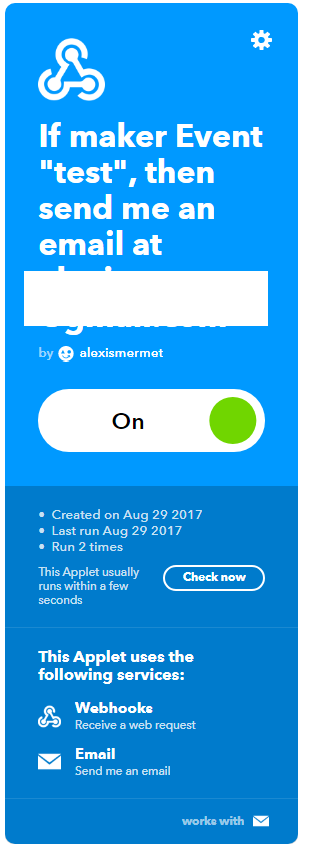 If maker Event
"test", then
send me an
email at
by alexismermet
On
• Created on Aug 29 2017
• Last run Aug 29 2017
• Run 2 times
This Applet usually
runs within a few
seconds
Check now
This Applet uses the
following services:
Webhooks
Receive a web request
Email
Send me an email
works with